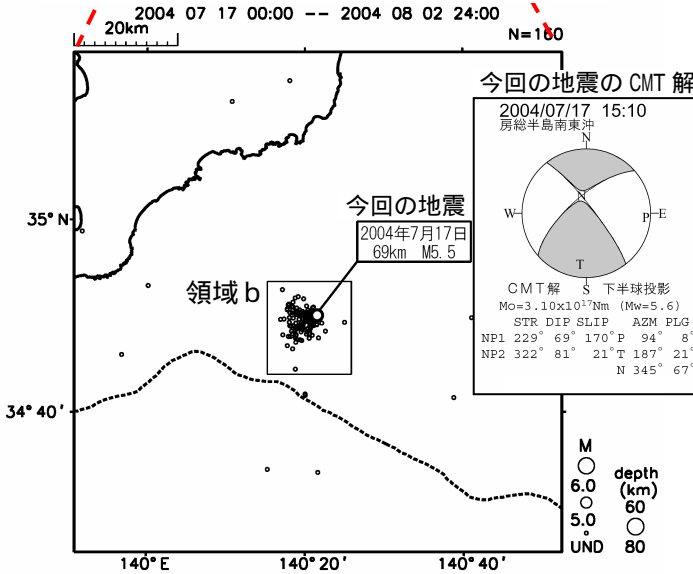 2004 07 17 00:00 -- 2004 08 02 24:00
20km
N=160
今回の地震のCMT解
2004/07/17 15:10
房総半島南東沖
N
N
W
E
P
T
S
CMT解
下半球投影
Mo=3.10x10¹⁷Nm (Mw=5.6)
STR DIP SLIP AZM PLG
NP1 229° 69° 170° P 94° 8°
NP2 322° 81° 21° T 187° 21°
N 345° 67°
今回の地震
2004年7月17日
69km M5.5
領域b
35°N
34°40'
140°E
140°20'
140°40'
M
6.0
5.0
UND
depth
(km)
60
80